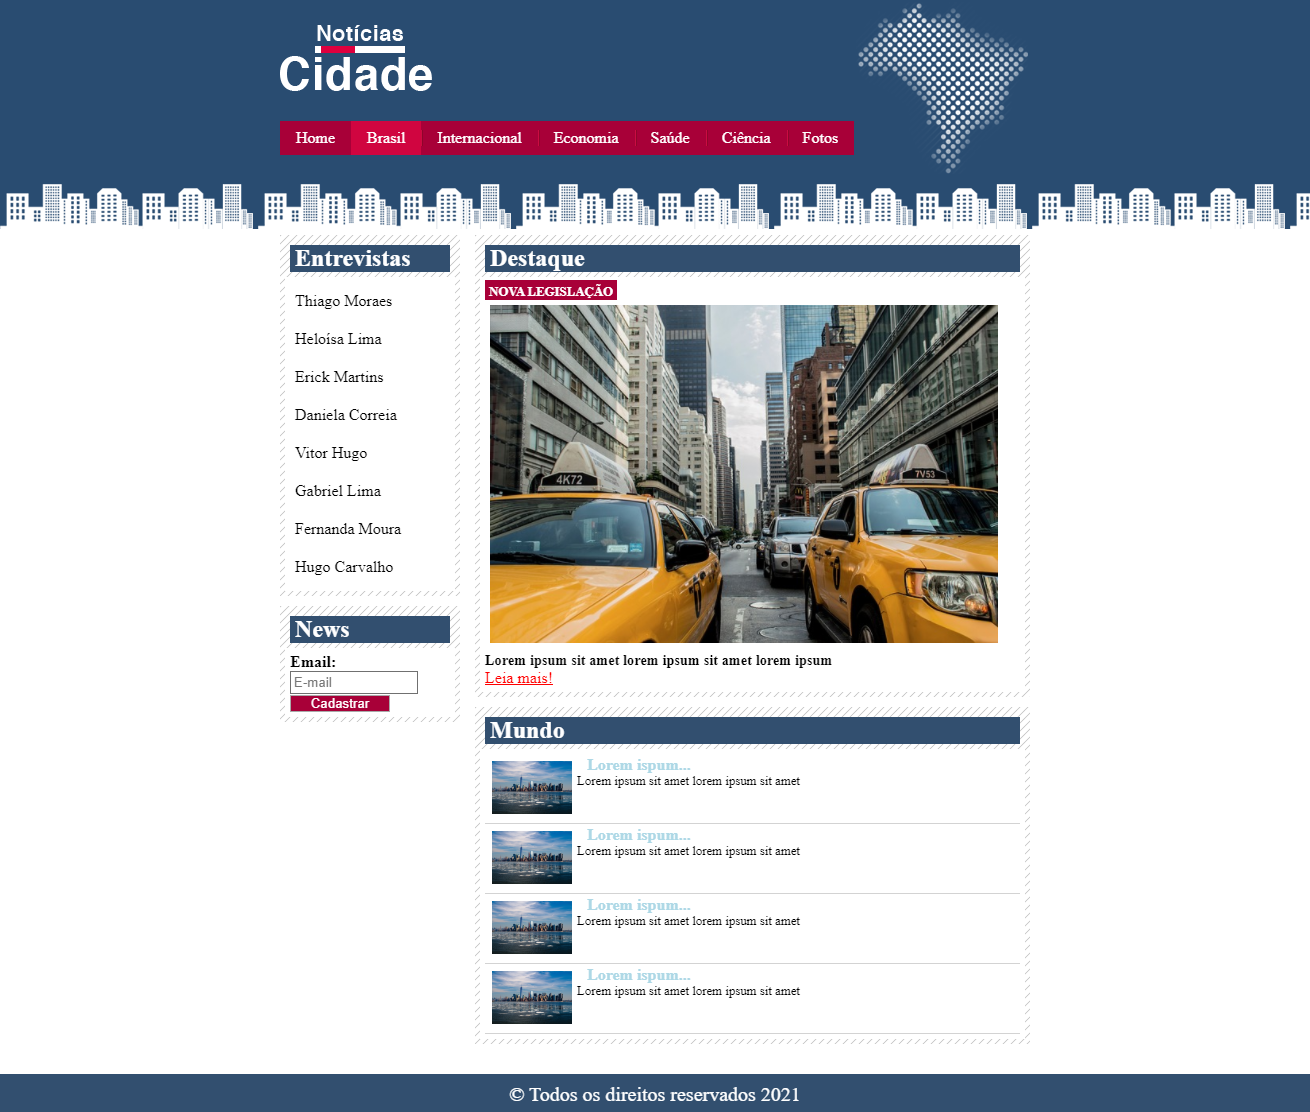 Notícias
Cidade
Home Brasil Internacional Economia Saúde Ciência Fotos
Entrevistas
Thiago Moraes
Heloísa Lima
Erick Martins
Daniela Correia
Vitor Hugo
Gabriel Lima
Fernanda Moura
Hugo Carvalho
News
Email:
E-mail
Cadastrar
Destaque
NOVA LEGISLAÇÃO
4K72
7V53
Lorem ipsum sit amet lorem ipsum sit amet lorem ipsum
Leia mais!
Mundo
Lorem ispum...
Lorem ipsum sit amet lorem ipsum sit amet
Lorem ispum...
Lorem ipsum sit amet lorem ipsum sit amet
Lorem ispum...
Lorem ipsum sit amet lorem ipsum sit amet
Lorem ispum...
Lorem ipsum sit amet lorem ipsum sit amet
© Todos os direitos reservados 2021